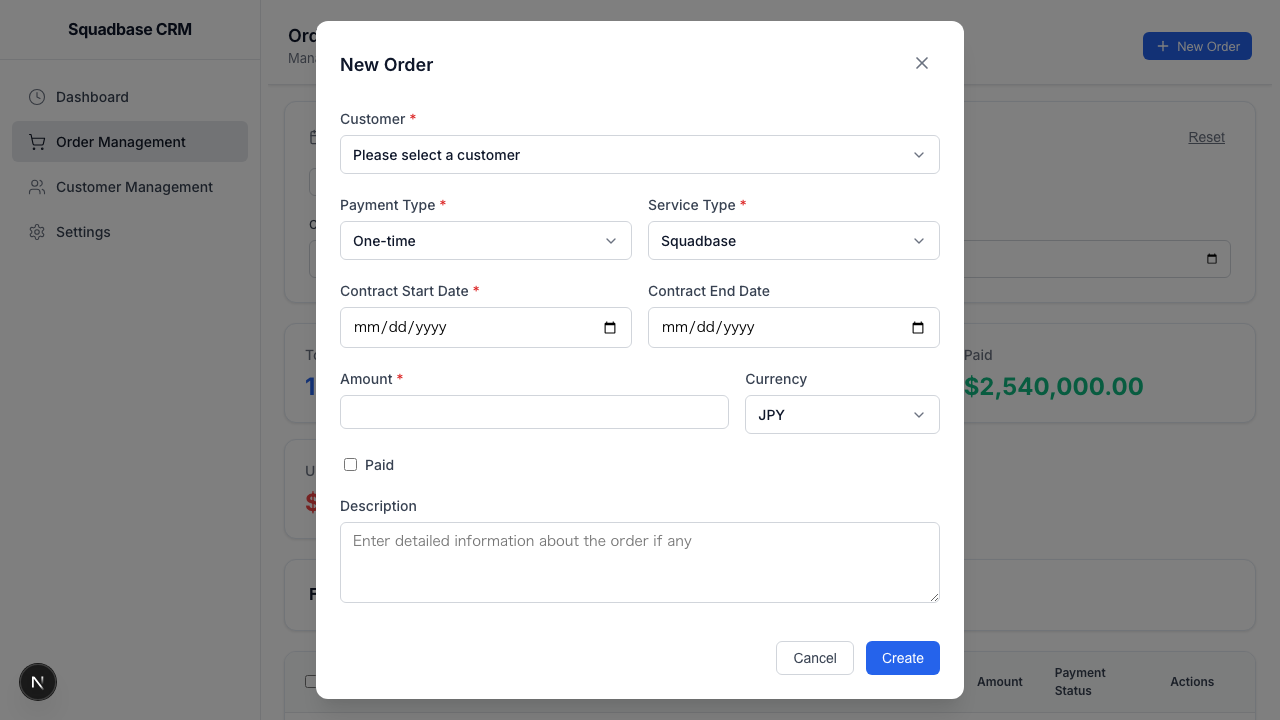 Squadbase CRM
Dashboard
Order Management
Customer Management
Settings
New Order
Reset
Paid
$2,540,000.00
Amount
Payment
Status
Actions
New Order
Customer *
Please select a customer
Payment Type *
Service Type *
One-time
Squadbase
Contract Start Date *
Contract End Date
mm/dd/yyyy
mm/dd/yyyy
Amount *
Currency
JPY
Paid
Description
Enter detailed information about the order if any
Cancel
Create
N